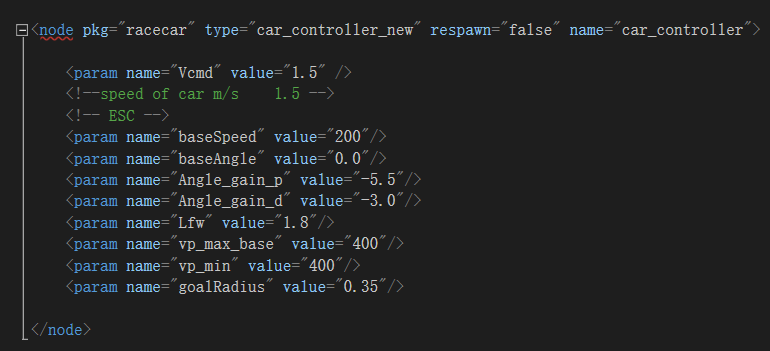 <node pkg="racecar" type="car_controller_new" respawn="false" name="car_controller">
<param name="Vcmd" value="1.5" />
<!--speed of car m/s    1.5 -->
<!-- ESC -->
<param name="baseSpeed" value="200"/>
<param name="baseAngle" value="0.0"/>
<param name="Angle_gain_p" value="-5.5"/>
<param name="Angle_gain_d" value="-3.0"/>
<param name="Lfw" value="1.8"/>
<param name="vp_max_base" value="400"/>
<param name="vp_min" value="400"/>
<param name="goalRadius" value="0.35"/>
</node>